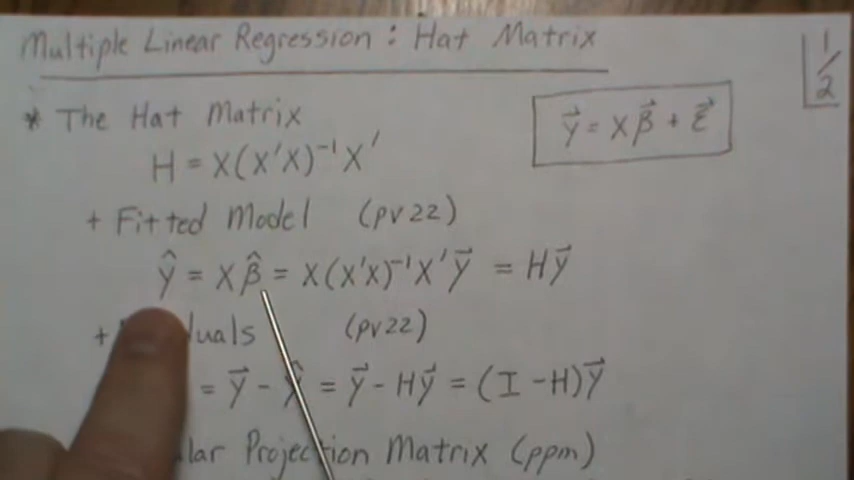 Multiple Linear Regression : Hat Matrix
1/2
* The Hat Matrix
Y⃗ = Xβ⃗ + ε⃗
H = X(X'X)⁻¹X'
+ Fitted Model (pv22)
Ŷ = Xβ̂ = X(X'X)⁻¹X'Y⃗ = HY⃗
+ duals (pv22)
= Y⃗ - Ŷ = Y⃗ - HY⃗ = (I - H)Y⃗
lar Projection Matrix (ppm)